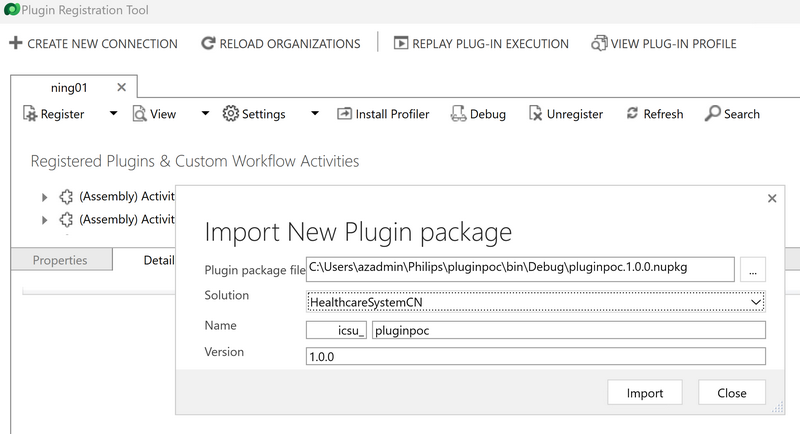 Plugin Registration Tool
CREATE NEW CONNECTION RELOAD ORGANIZATIONS REPLAY PLUG-IN EXECUTION VIEW PLUG-IN PROFILE
ning01
Register View Settings Install Profiler Debug Unregister Refresh Search
Registered Plugins & Custom Workflow Activities
(Assembly) Activit
(Assembly) Activit
Properties Detail
Import New Plugin package
Plugin package file C:\Users\azadmin\Philips\pluginpoc\bin\Debug\pluginpoc.1.0.0.nupkg ...
Solution HealthcareSystemCN
Name icsu_ pluginpoc
Version 1.0.0
Import Close